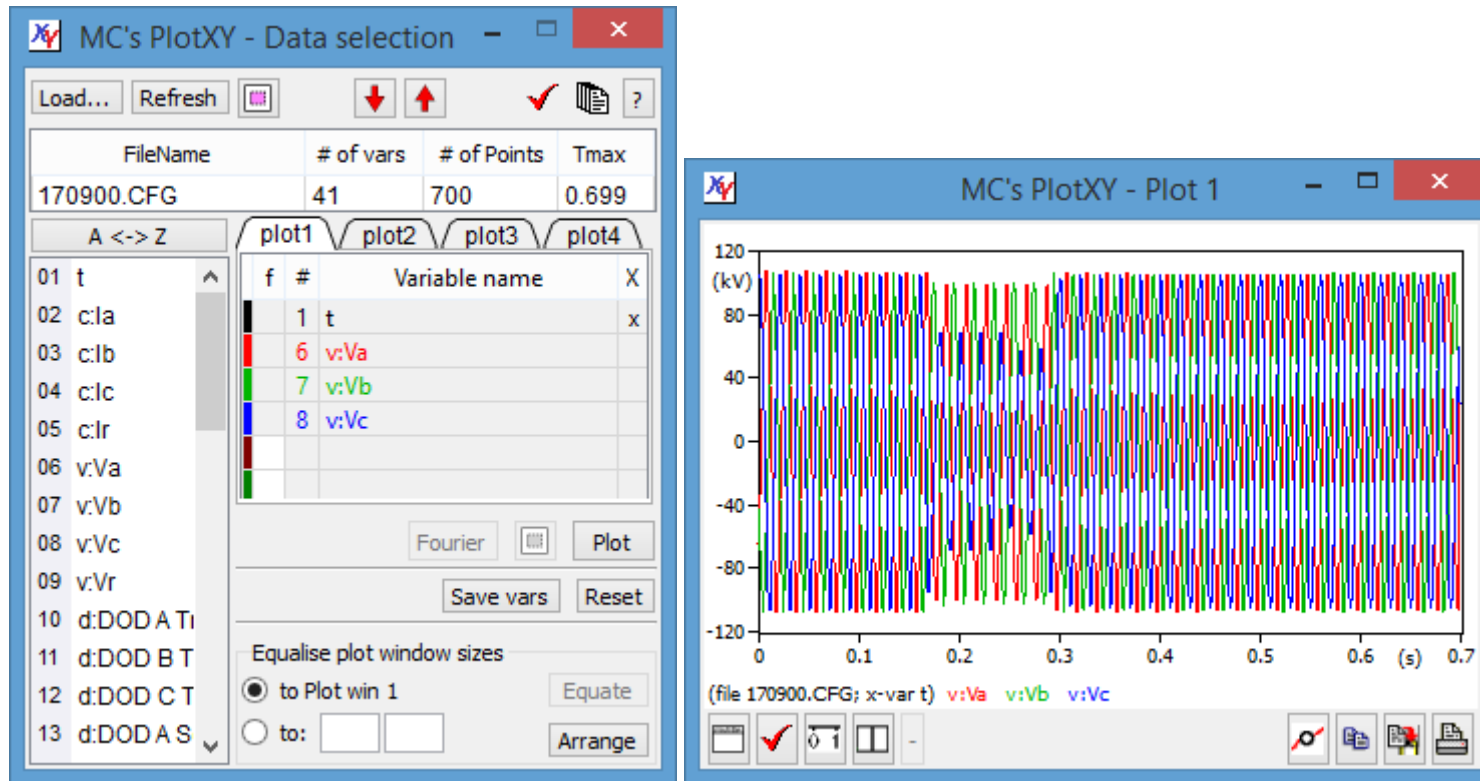 MC's PlotXY - Data selection
Load... Refresh ?
FileName # of vars # of Points Tmax
170900.CFG 41 700 0.699
A <-> Z
plot1 plot2 plot3 plot4
01 t
02 c:Ia
03 c:Ib
04 c:Ic
05 c:Ir
06 v:Va
07 v:Vb
08 v:Vc
09 v:Vr
10 d:DOD A Tr
11 d:DOD B T
12 d:DOD C T
13 d:DOD A S
f # Variable name X
1 t x
6 v:Va
7 v:Vb
8 v:Vc
Fourier Plot
Save vars Reset
Equalise plot window sizes
to Plot win 1 Equate
to: Arrange
MC's PlotXY - Plot 1
120
(kV)
80
40
0
-40
-80
-120
0 0.1 0.2 0.3 0.4 0.5 0.6 (s) 0.7
(file 170900.CFG; x-var t) v:Va v:Vb v:Vc
0 1